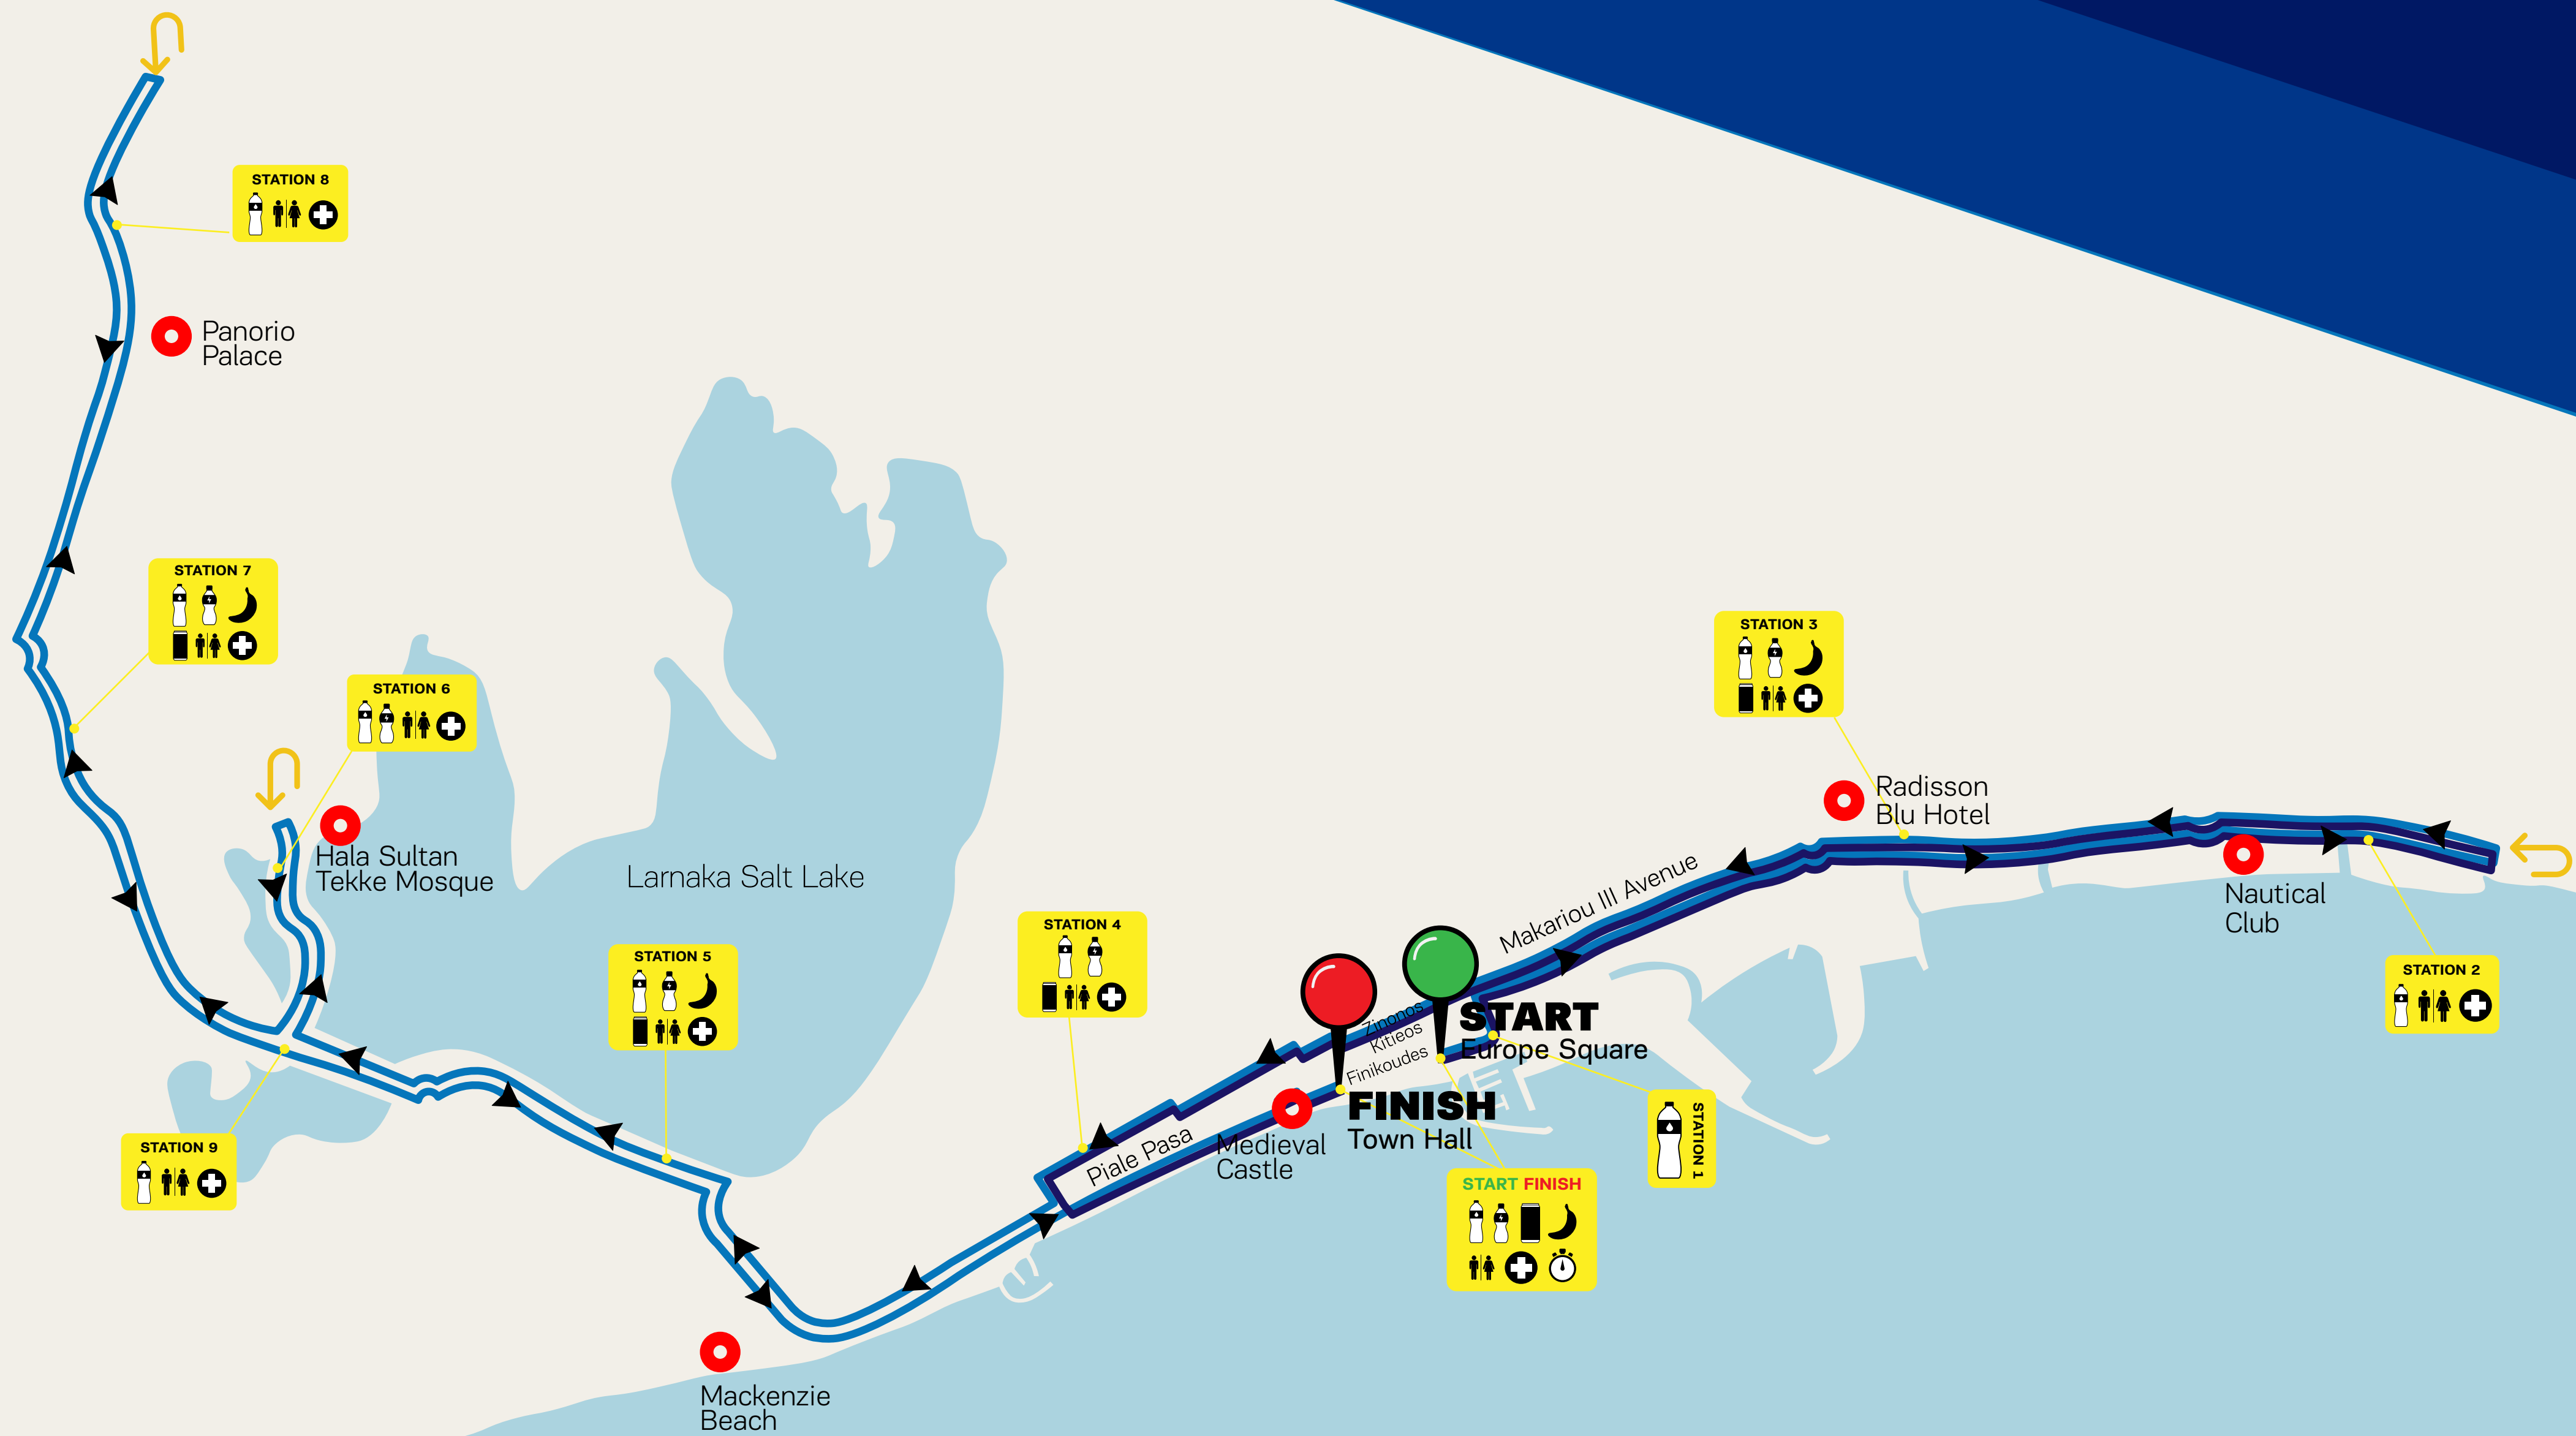 STATION 8
Panorio
Palace
STATION 7
STATION 6
STATION 3
Radisson
Blu Hotel
Hala Sultan
Tekke Mosque
Larnaka Salt Lake
Makariou III Avenue
Nautical
Club
STATION 4
STATION 5
STATION 2
Zinonos
Kitieos
Finikoudes
START
Europe Square
FINISH
Town Hall
Piale Pasa
Medieval
Castle
STATION 1
STATION 9
START FINISH
Mackenzie
Beach